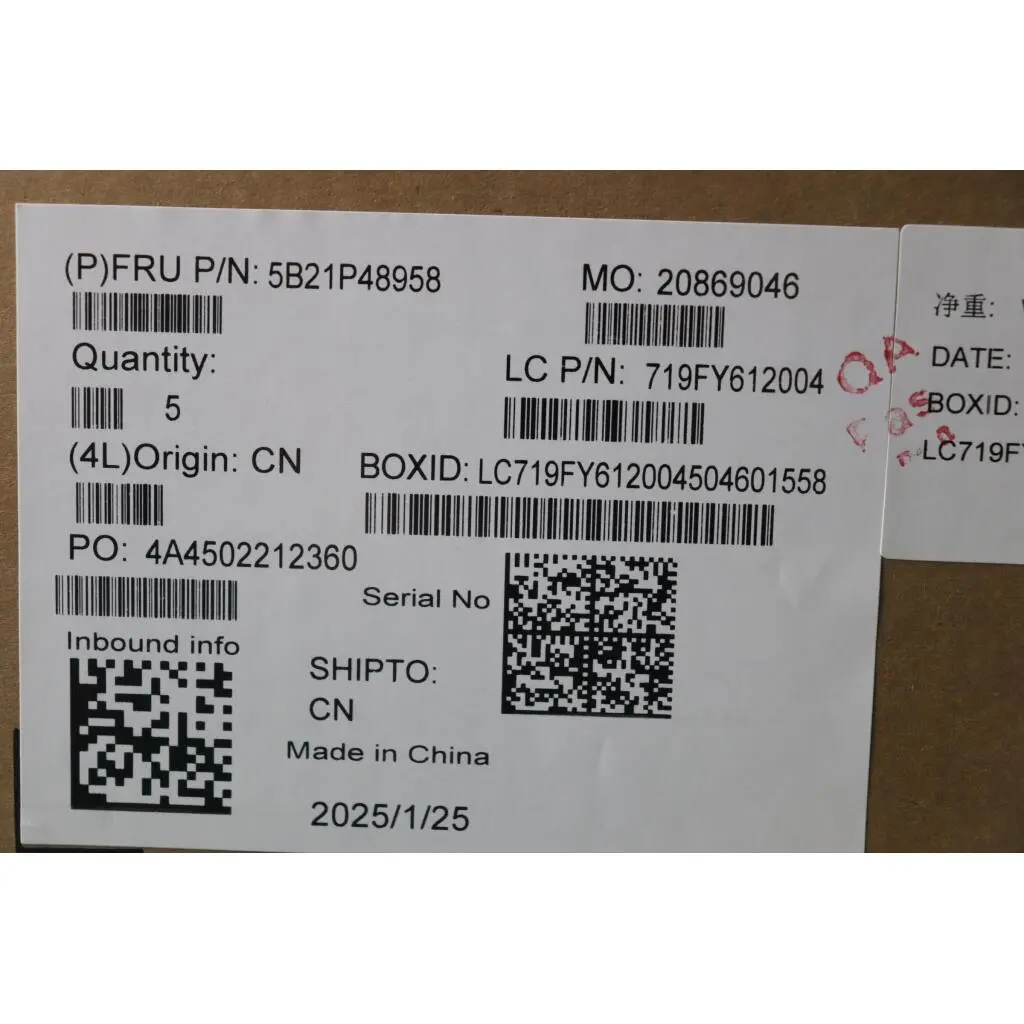 (P)FRU P/N: 5B21P48958
MO: 20869046
Quantity:
5
LC P/N: 719FY612004
(4L)Origin: CN
BOXID: LC719FY612004504601558
PO: 4A4502212360
Serial No
Inbound info
SHIPTO:
CN
Made in China
2025/1/25
QA
净重:
DATE:
BOXID:
LC719F